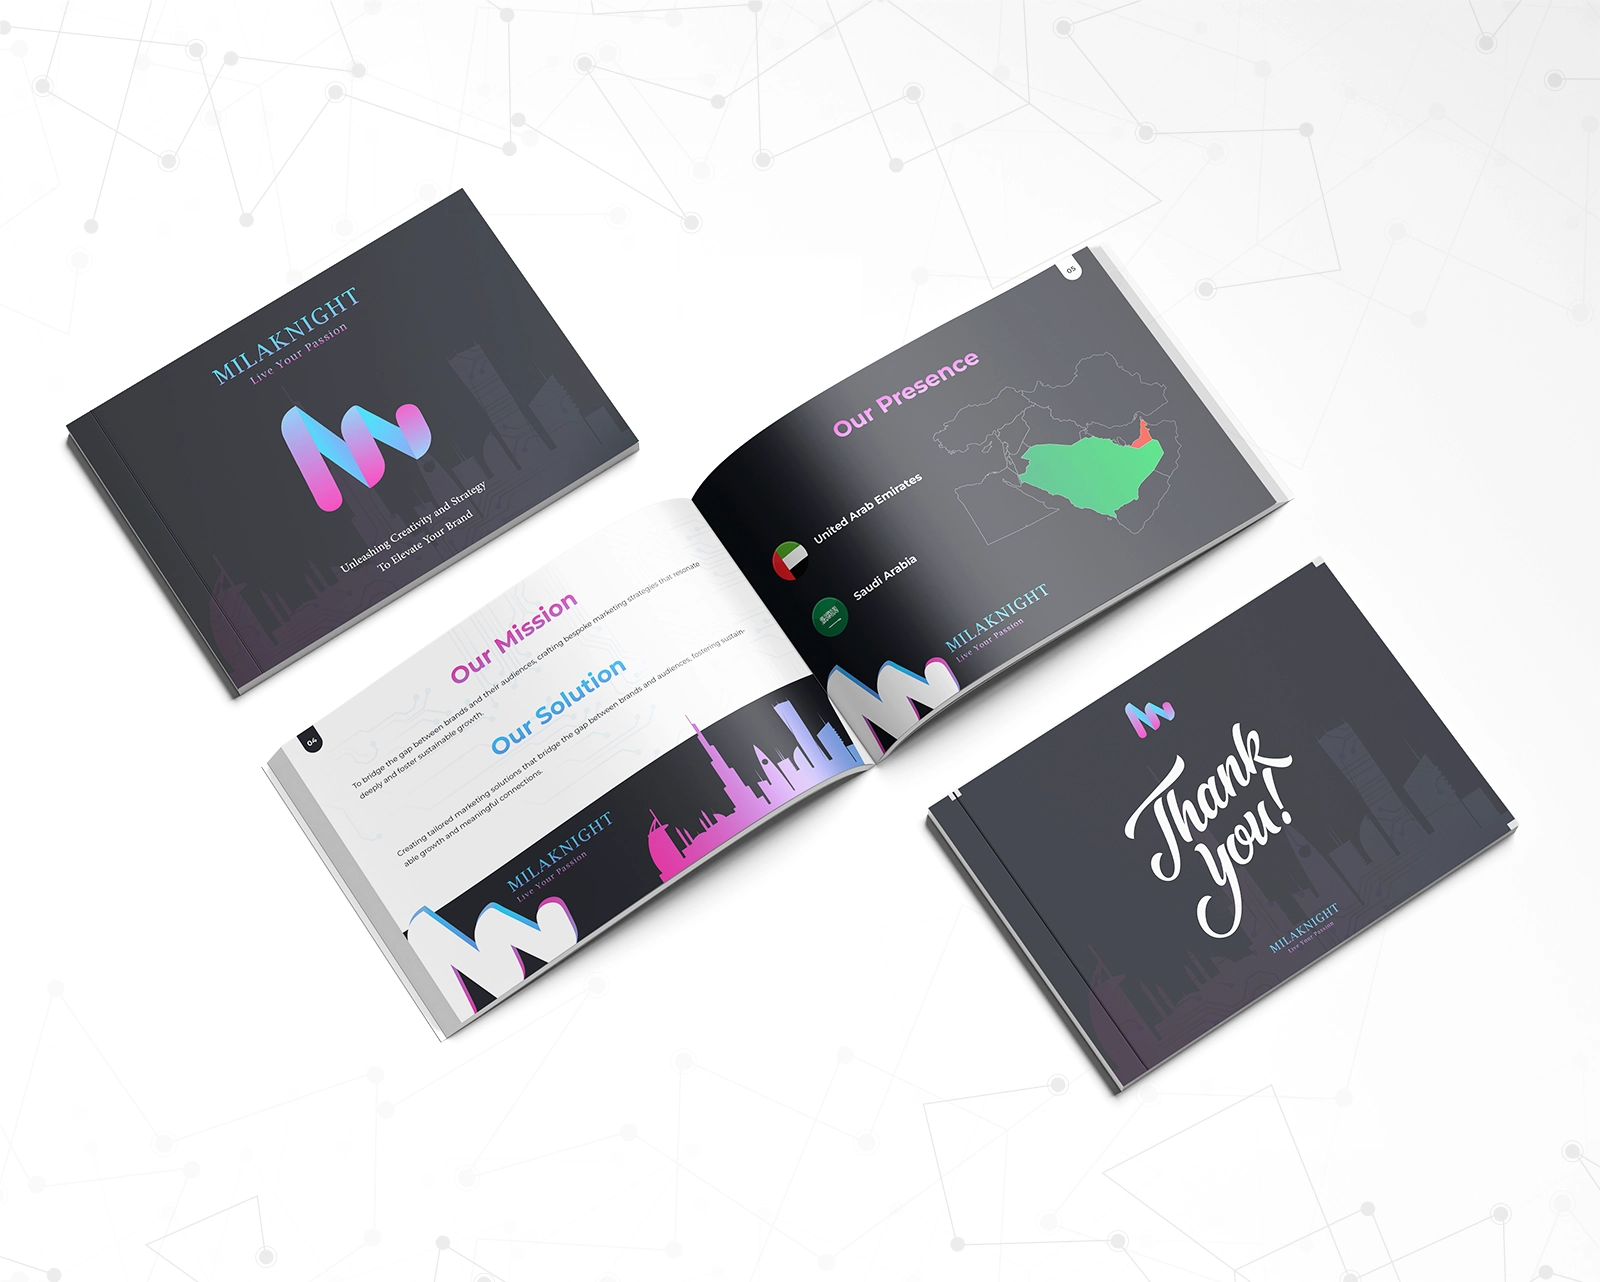 MILAKNIGHT
Live Your Passion
Unleashing Creativity and Strategy
To Elevate Your Brand
04
Our Mission
To bridge the gap between brands and their audiences, crafting bespoke marketing strategies that resonate
deeply and foster sustainable growth.
Our Solution
Creating tailored marketing solutions that bridge the gap between brands and audiences, fostering sustain-
able growth and meaningful connections.
MILAKNIGHT
Live Your Passion
05
Our Presence
United Arab Emirates
Saudi Arabia
MILAKNIGHT
Live Your Passion
Thank
you!
MILAKNIGHT
Live Your Passion